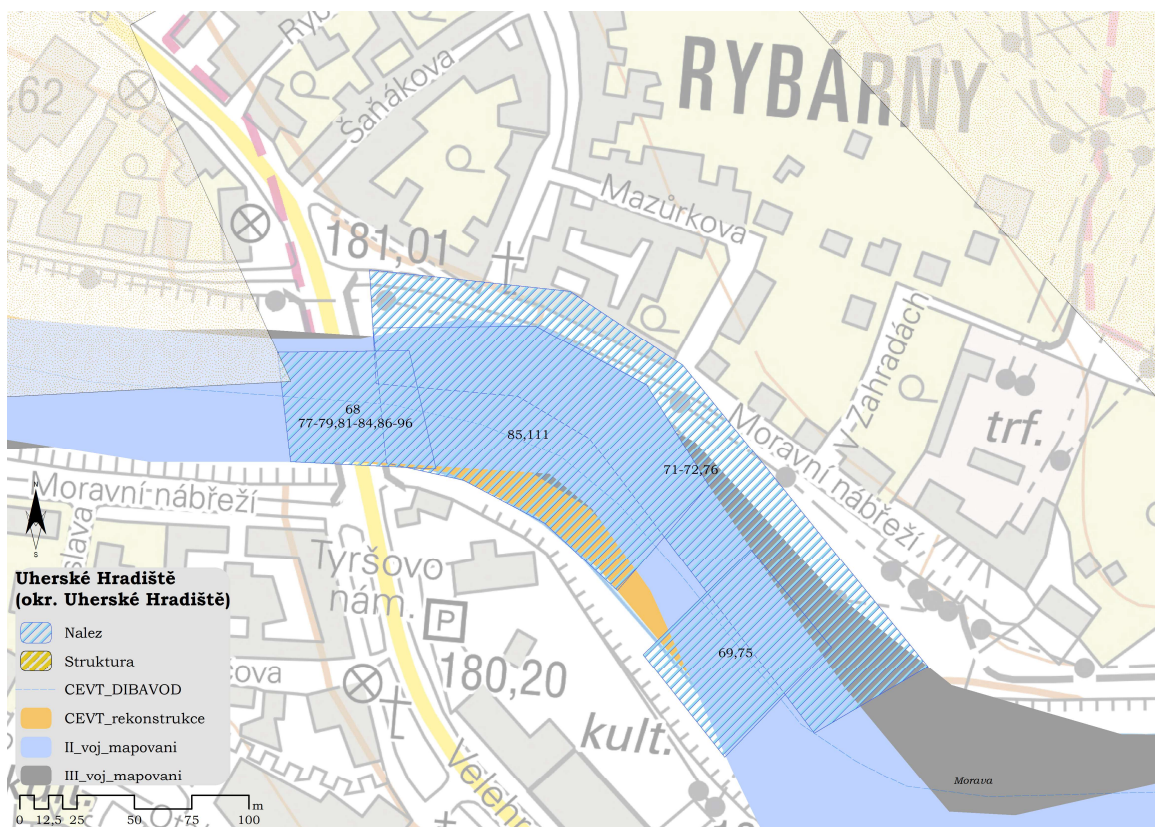 RYBÁRNY
Šaňákova
Mazůrkova
181,01
V Zahradách
trf.
68
77-79,81-84,86-96
85,111
71-72,76
Moravní nábřeží
Moravní nábřeží
Tyršovo
nám.
P
180,20
69,75
kult.
Morava
N
S
Uherské Hradiště
(okr. Uherské Hradiště)
Nalez
Struktura
CEVT_DIBAVOD
CEVT_rekonstrukce
II_voj_mapovani
III_voj_mapovani
m
0 12,5 25 50 75 100